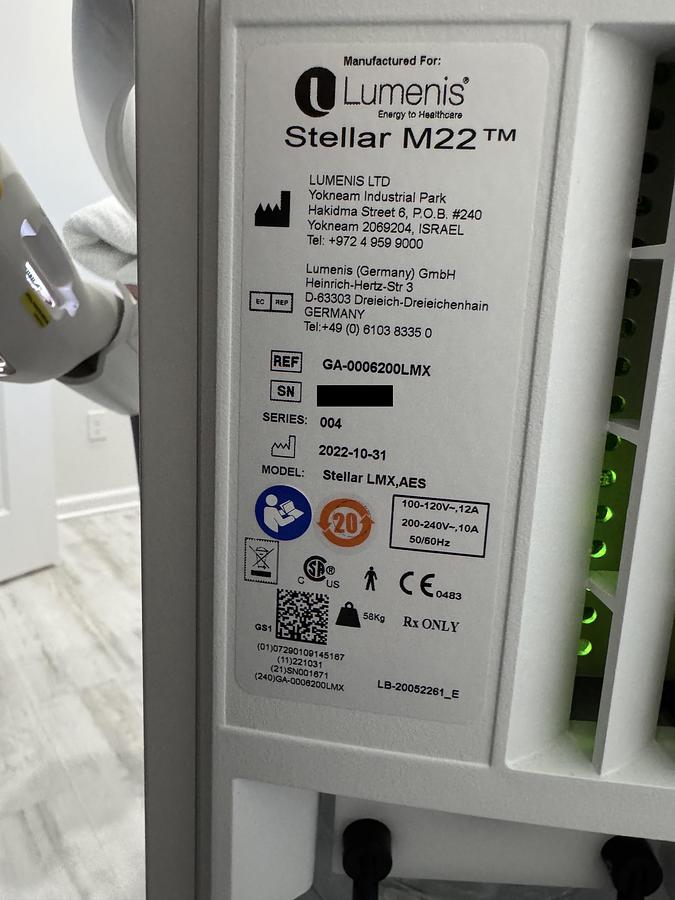 Manufactured For:
Lumenis®
Energy to Healthcare
Stellar M22™
LUMENIS LTD
Yokneam Industrial Park
Hakidma Street 6, P.O.B. #240
Yokneam 2069204, ISRAEL
Tel: +972 4 959 9000
Lumenis (Germany) GmbH
Heinrich-Hertz-Str 3
EC REP
D-63303 Dreieich-Dreieichenhain
GERMANY
Tel:+49 (0) 6103 8335 0
REF GA-0006200LMX
SN
SERIES: 004
2022-10-31
MODEL: Stellar LMX,AES
20
100-120V~,12A
200-240V~,10A
50/60Hz
C SA® US
CE 0483
GS1
58Kg
Rx ONLY
(01)07290109145167
(11)221031
(21)SN001671
(240)GA-0006200LMX
LB-20052261_E